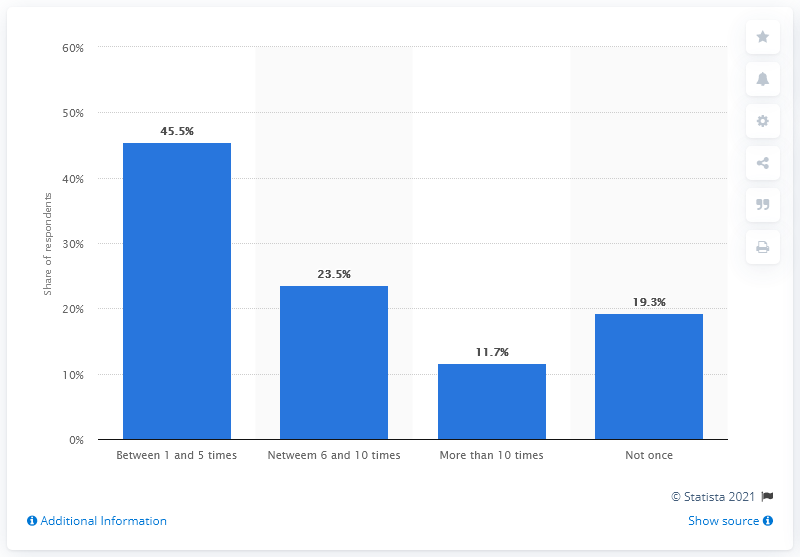 60%
50%
40%
30%
20%
10%
0%
Share of respondents
45.5%
23.5%
11.7%
19.3%
Between 1 and 5 times
Netweem 6 and 10 times
More than 10 times
Not once
© Statista 2021
Additional Information
Show source